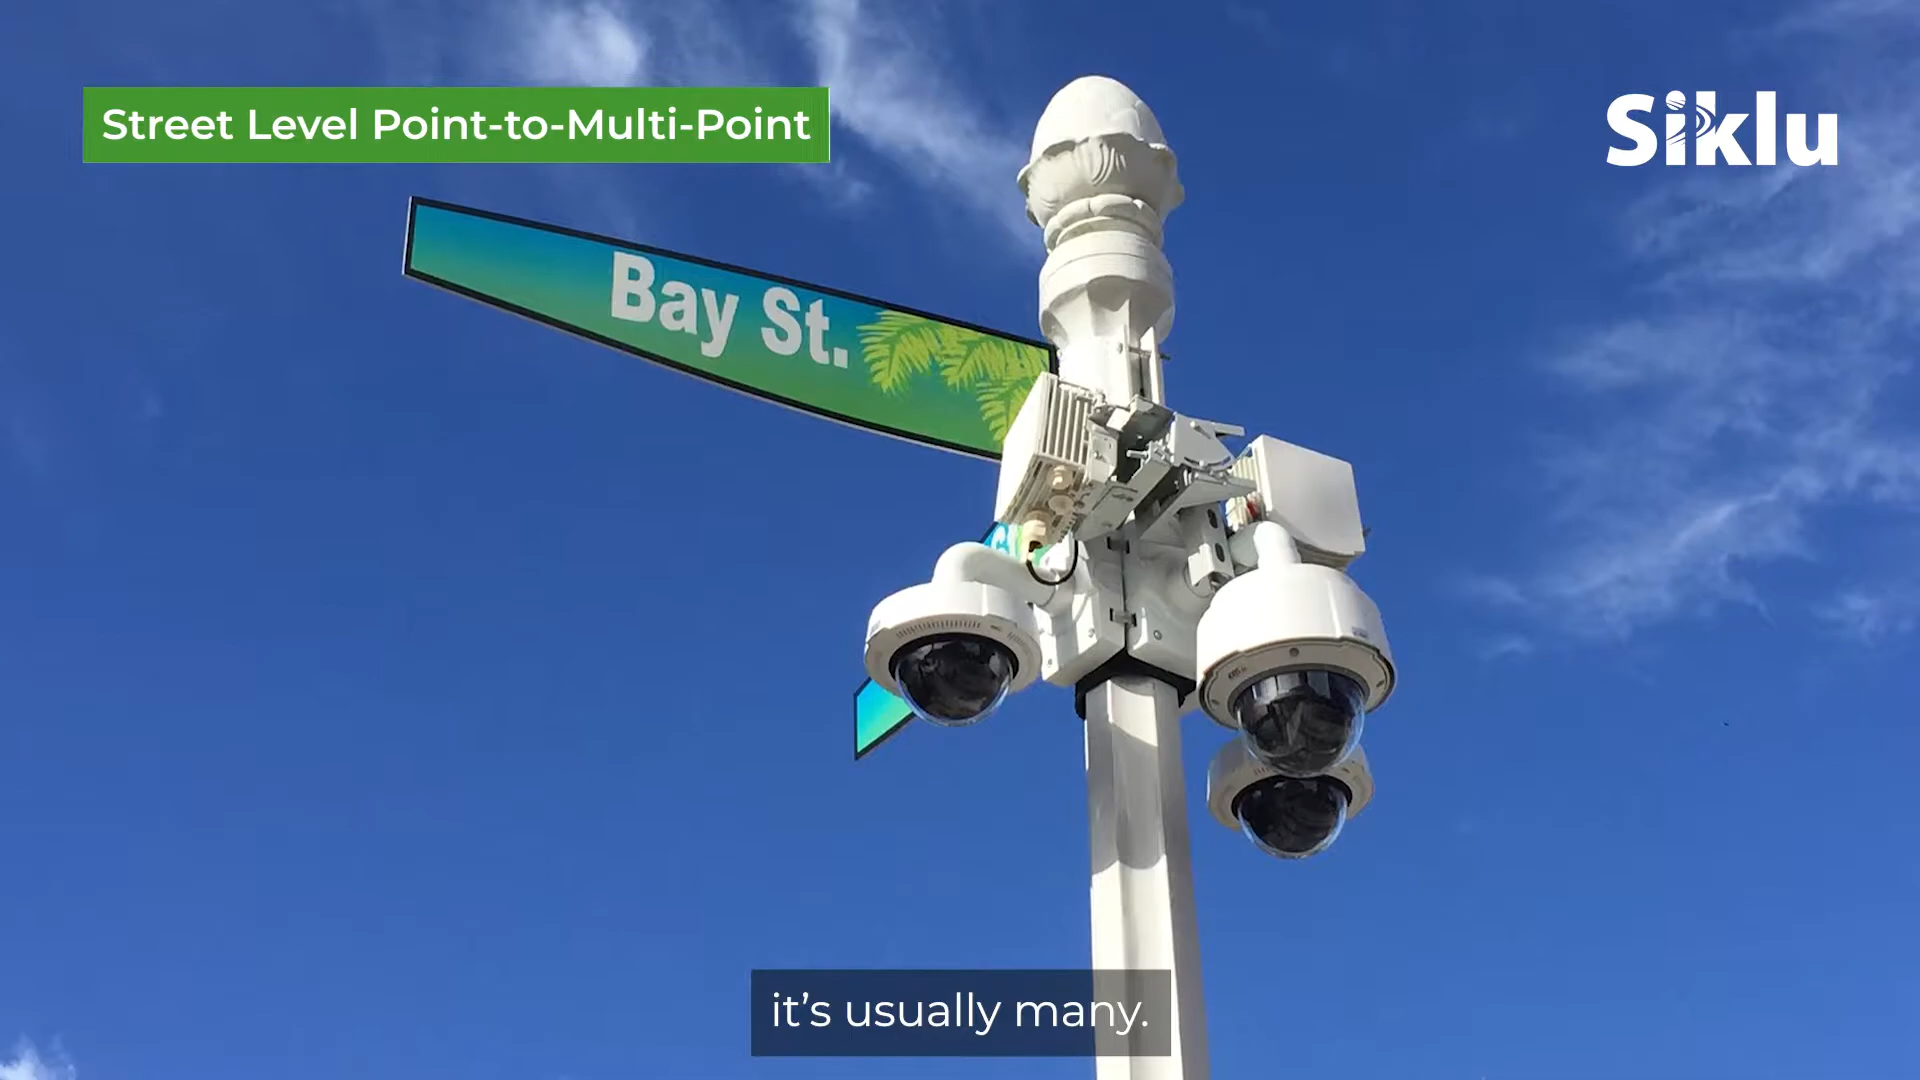 Street Level Point-to-Multi-Point
Siklu
Bay St.
it’s usually many.